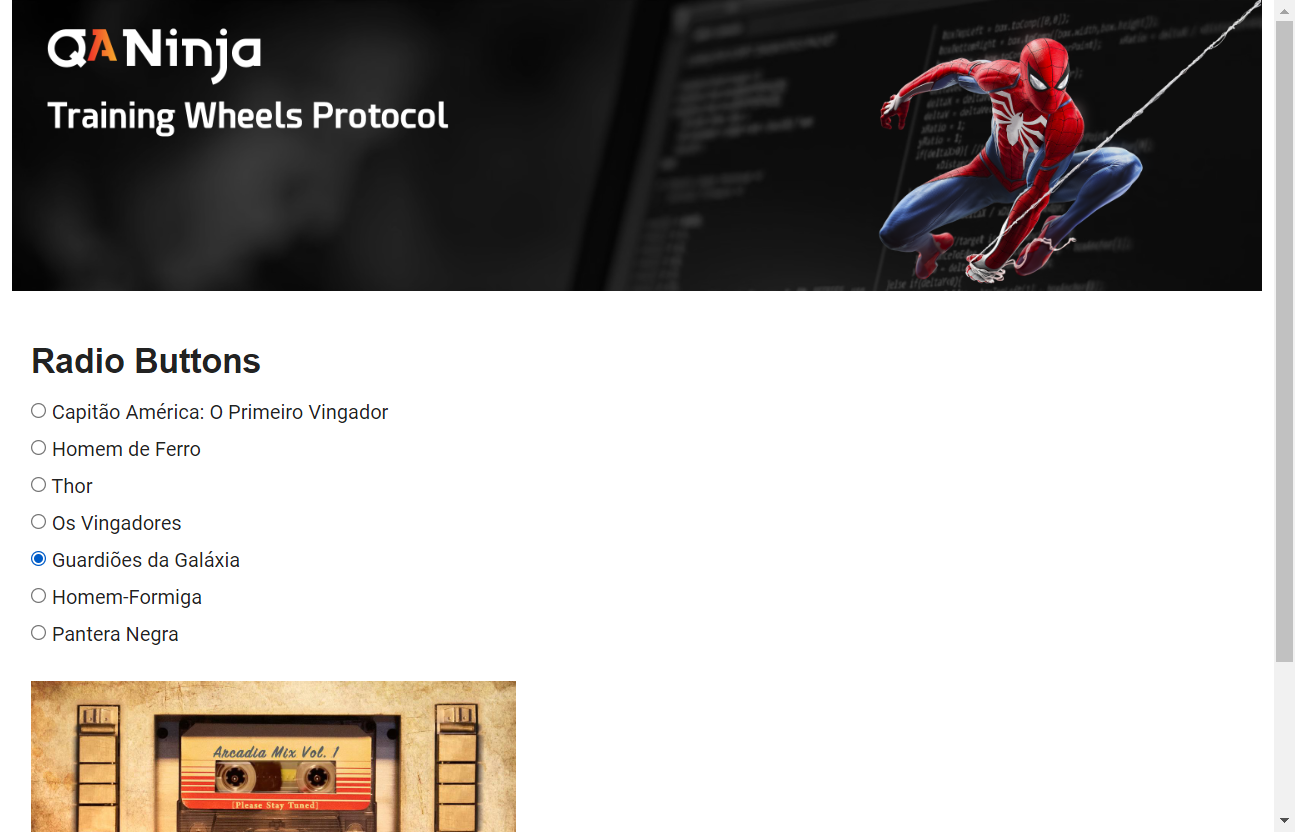 QANinja
Training Wheels Protocol
Radio Buttons
Capitão América: O Primeiro Vingador
Homem de Ferro
Thor
Os Vingadores
Guardiões da Galáxia
Homem-Formiga
Pantera Negra
Arcadia Mix Vol. 1
[Please Stay Tuned]